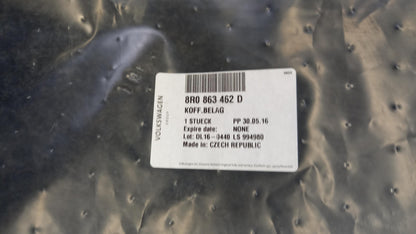 VOLKSWAGEN
8R0 863 462 D
KOFF.BELAG
1 STUECK PP 30.05.16
Expire date: NONE
Lot: OL16-0440 LS 994980
Made in: CZECH REPUBLIC